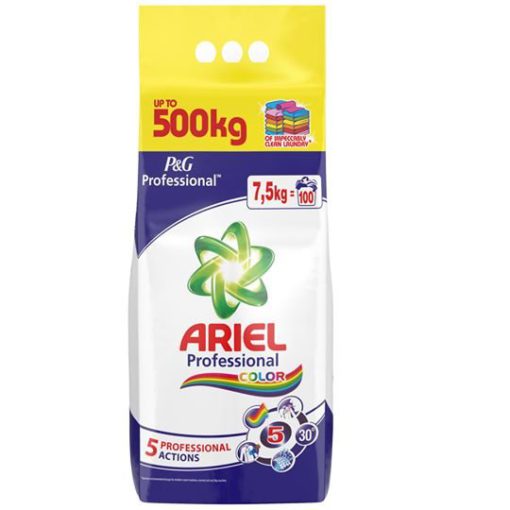 UP TO
500kg
OF IMPECCABLY
CLEAN LAUNDRY*
P&G
Professional™
7,5kg = 100
ARIEL
Professional
COLOR
5 PROFESSIONAL
ACTIONS
5
30°